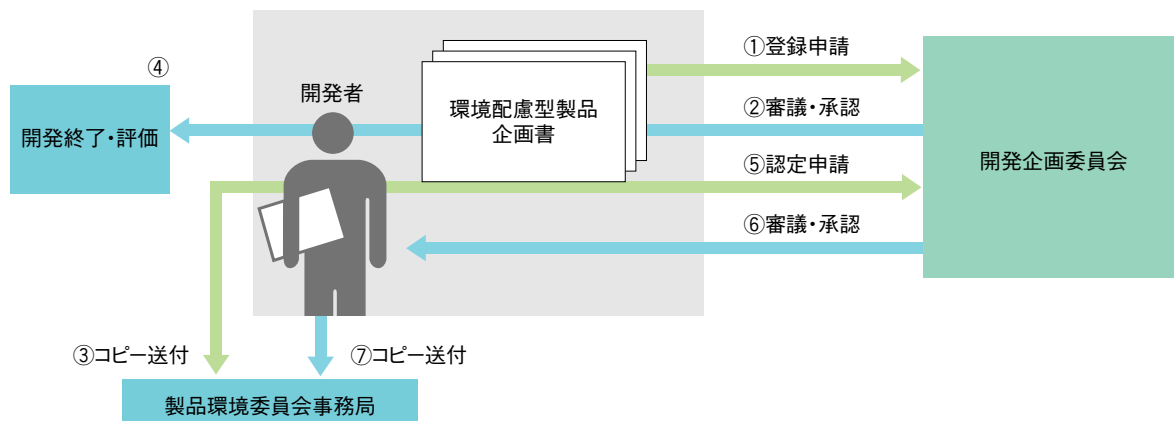 ①登録申請
④
開発者
環境配慮型製品
企画書
②審議・承認
開発終了・評価
開発企画委員会
⑤認定申請
⑥審議・承認
③コピー送付
⑦コピー送付
製品環境委員会事務局